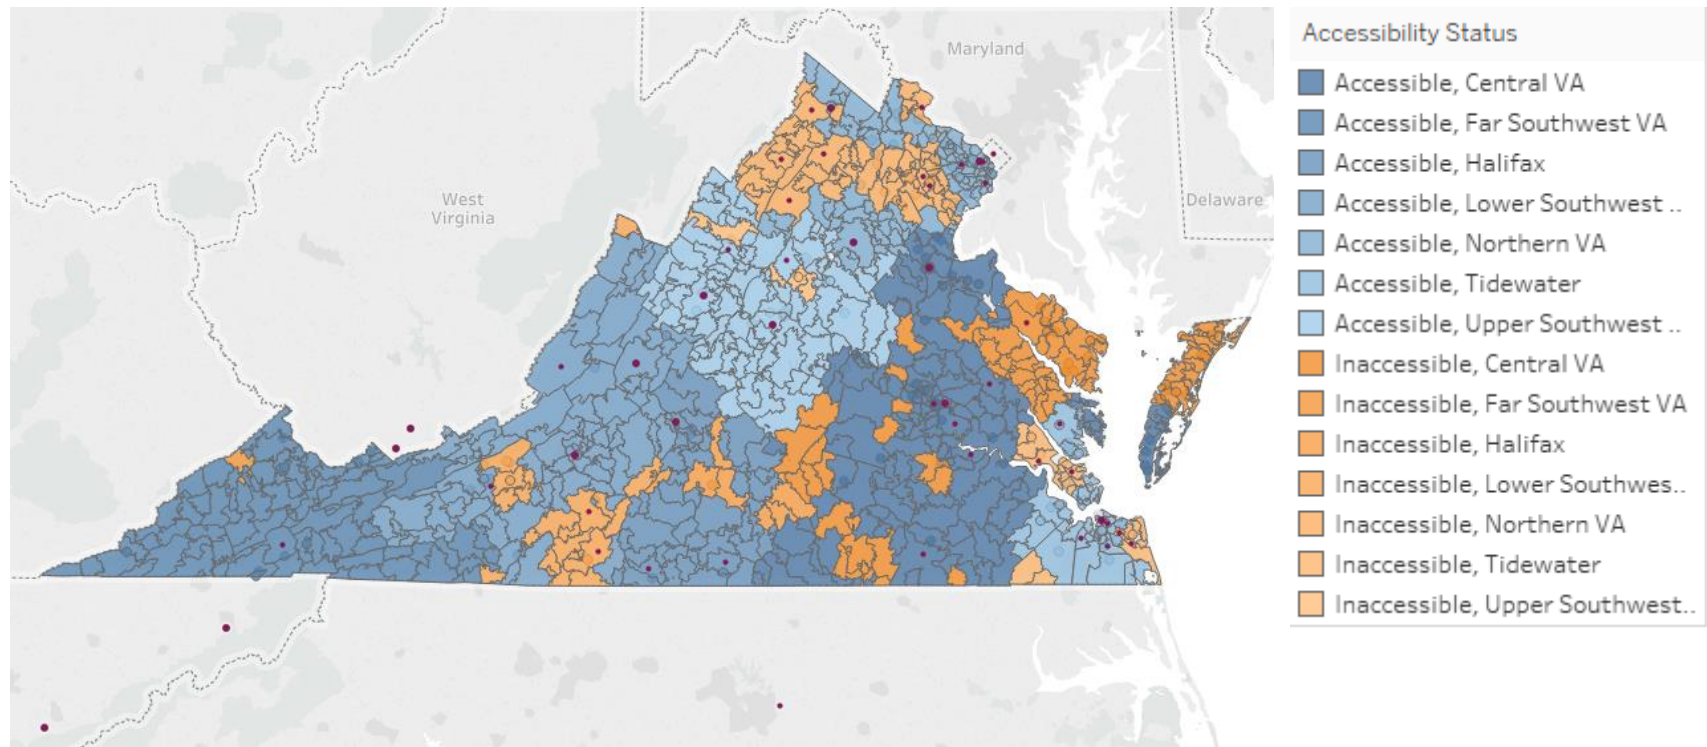 Maryland
West
Virginia
Delaware
Accessibility Status
Accessible, Central VA
Accessible, Far Southwest VA
Accessible, Halifax
Accessible, Lower Southwest ..
Accessible, Northern VA
Accessible, Tidewater
Accessible, Upper Southwest ..
Inaccessible, Central VA
Inaccessible, Far Southwest VA
Inaccessible, Halifax
Inaccessible, Lower Southwes..
Inaccessible, Northern VA
Inaccessible, Tidewater
Inaccessible, Upper Southwest..